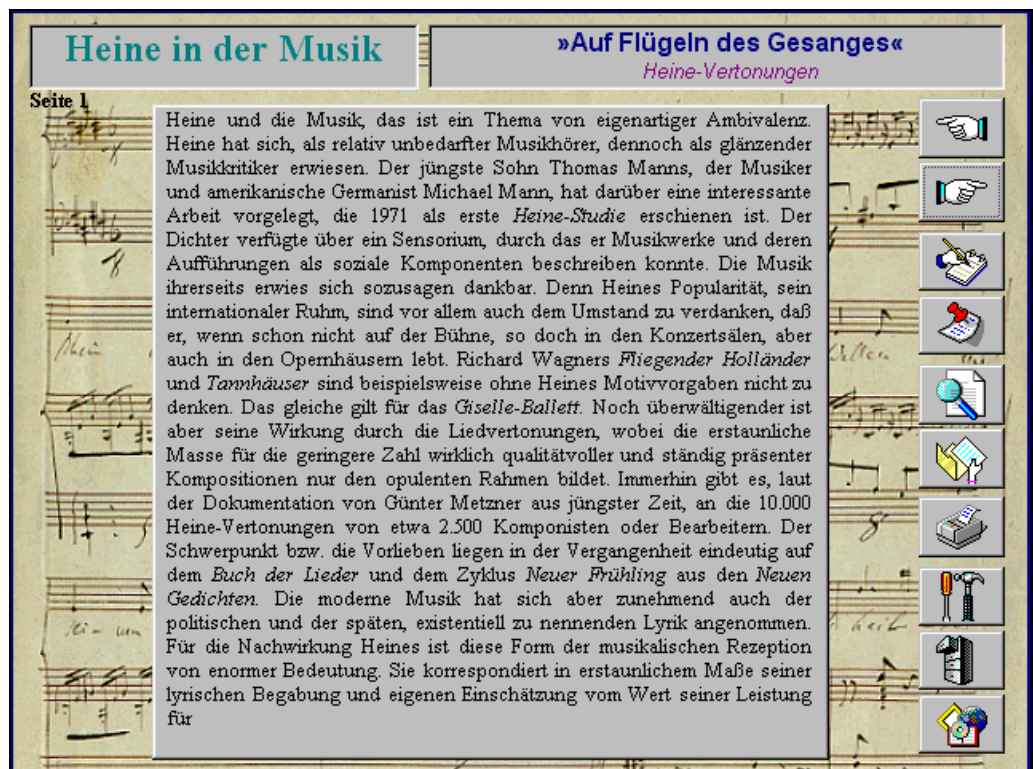 Heine in der Musik
»Auf Flügeln des Gesanges«
Heine-Vertonungen
Seite 1
Heine und die Musik, das ist ein Thema von eigenartiger Ambivalenz.
Heine hat sich, als relativ unbedarfter Musikhörer, dennoch als glänzender
Musikkritiker erwiesen. Der jüngste Sohn Thomas Manns, der Musiker
und amerikanische Germanist Michael Mann, hat darüber eine interessante
Arbeit vorgelegt, die 1971 als erste Heine-Studie erschienen ist. Der
Dichter verfügte über ein Sensorium, durch das er Musikwerke und deren
Aufführungen als soziale Komponenten beschreiben konnte. Die Musik
ihrerseits erwies sich sozusagen dankbar. Denn Heines Popularität, sein
internationaler Ruhm, sind vor allem auch dem Umstand zu verdanken, daß
er, wenn schon nicht auf der Bühne, so doch in den Konzertsälen, aber
auch in den Opernhäusern lebt. Richard Wagners Fliegender Holländer
und Tannhäuser sind beispielsweise ohne Heines Motivvorgaben nicht zu
denken. Das gleiche gilt für das Giselle-Ballett. Noch überwältigender ist
aber seine Wirkung durch die Liedvertonungen, wobei die erstaunliche
Masse für die geringere Zahl wirklich qualitätvoller und ständig präsenter
Kompositionen nur den opulenten Rahmen bildet. Immerhin gibt es, laut
der Dokumentation von Günter Metzner aus jüngster Zeit, an die 10.000
Heine-Vertonungen von etwa 2.500 Komponisten oder Bearbeitern. Der
Schwerpunkt bzw. die Vorlieben liegen in der Vergangenheit eindeutig auf
dem Buch der Lieder und dem Zyklus Neuer Frühling aus den Neuen
Gedichten. Die moderne Musik hat sich aber zunehmend auch der
politischen und der späten, existentiell zu nennenden Lyrik angenommen.
Für die Nachwirkung Heines ist diese Form der musikalischen Rezeption
von enormer Bedeutung. Sie korrespondiert in erstaunlichem Maße seiner
lyrischen Begabung und eigenen Einschätzung vom Wert seiner Leistung
für